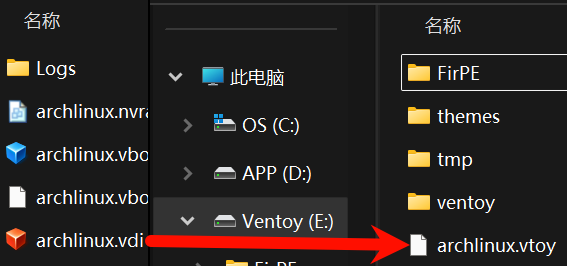 名称
Logs
archlinux.nvra
archlinux.vbo
archlinux.vbo
archlinux.vdi
此电脑
OS (C:)
APP (D:)
Ventoy (E:)
FirPE
名称
FirPE
themes
tmp
ventoy
archlinux.vtoy